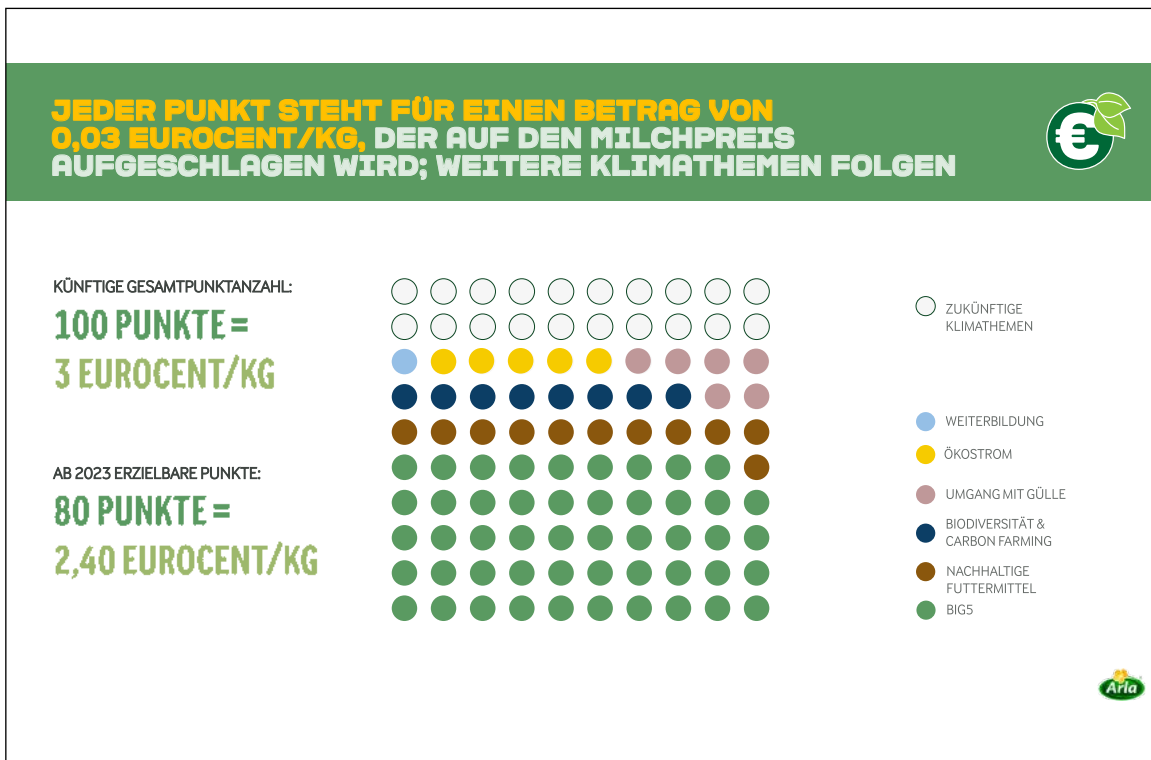 JEDER PUNKT STEHT FÜR EINEN BETRAG VON
0,03 EUROCENT/KG, DER AUF DEN MILCHPREIS
AUFGESCHLAGEN WIRD; WEITERE KLIMATHEMEN FOLGEN
€
KÜNFTIGE GESAMTPUNKTANZAHL:
100 PUNKTE =
3 EUROCENT/KG
AB 2023 ERZIELBARE PUNKTE:
80 PUNKTE =
2,40 EUROCENT/KG
ZUKÜNFTIGE
KLIMATHEMEN
WEITERBILDUNG
ÖKOSTROM
UMGANG MIT GÜLLE
BIODIVERSITÄT &
CARBON FARMING
NACHHALTIGE
FUTTERMITTEL
BIG5
Arla